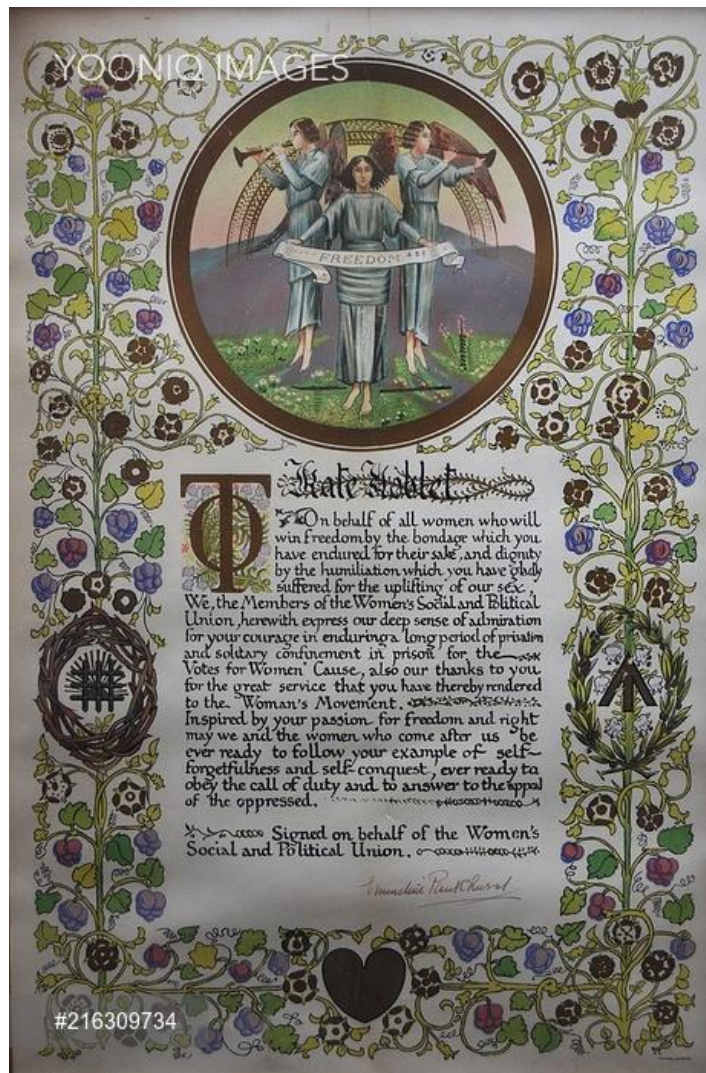 YOONIQ IMAGES
FREEDOM
TO Kate
On behalf of all women who will
win freedom by the bondage which you
have endured for their sake, and dignity
by the humiliation which you have gladly
suffered for the uplifting of our sex,
We, the Members of the Women's Social and Political
Union, herewith express our deep sense of admiration
for your courage in enduring a long period of privation
and solitary confinement in prison for the
Votes for Women' Cause, also our thanks to you
for the great service that you have thereby rendered
to the Woman's Movement.
Inspired by your passion for freedom and right
may we and the women who come after us be
ever ready to follow your example of self-
forgetfulness and self-conquest, ever ready to
obey the call of duty and to answer to the appeal
of the oppressed.
Signed on behalf of the Women's
Social and Political Union.
Emmeline Pankhurst
#216309734